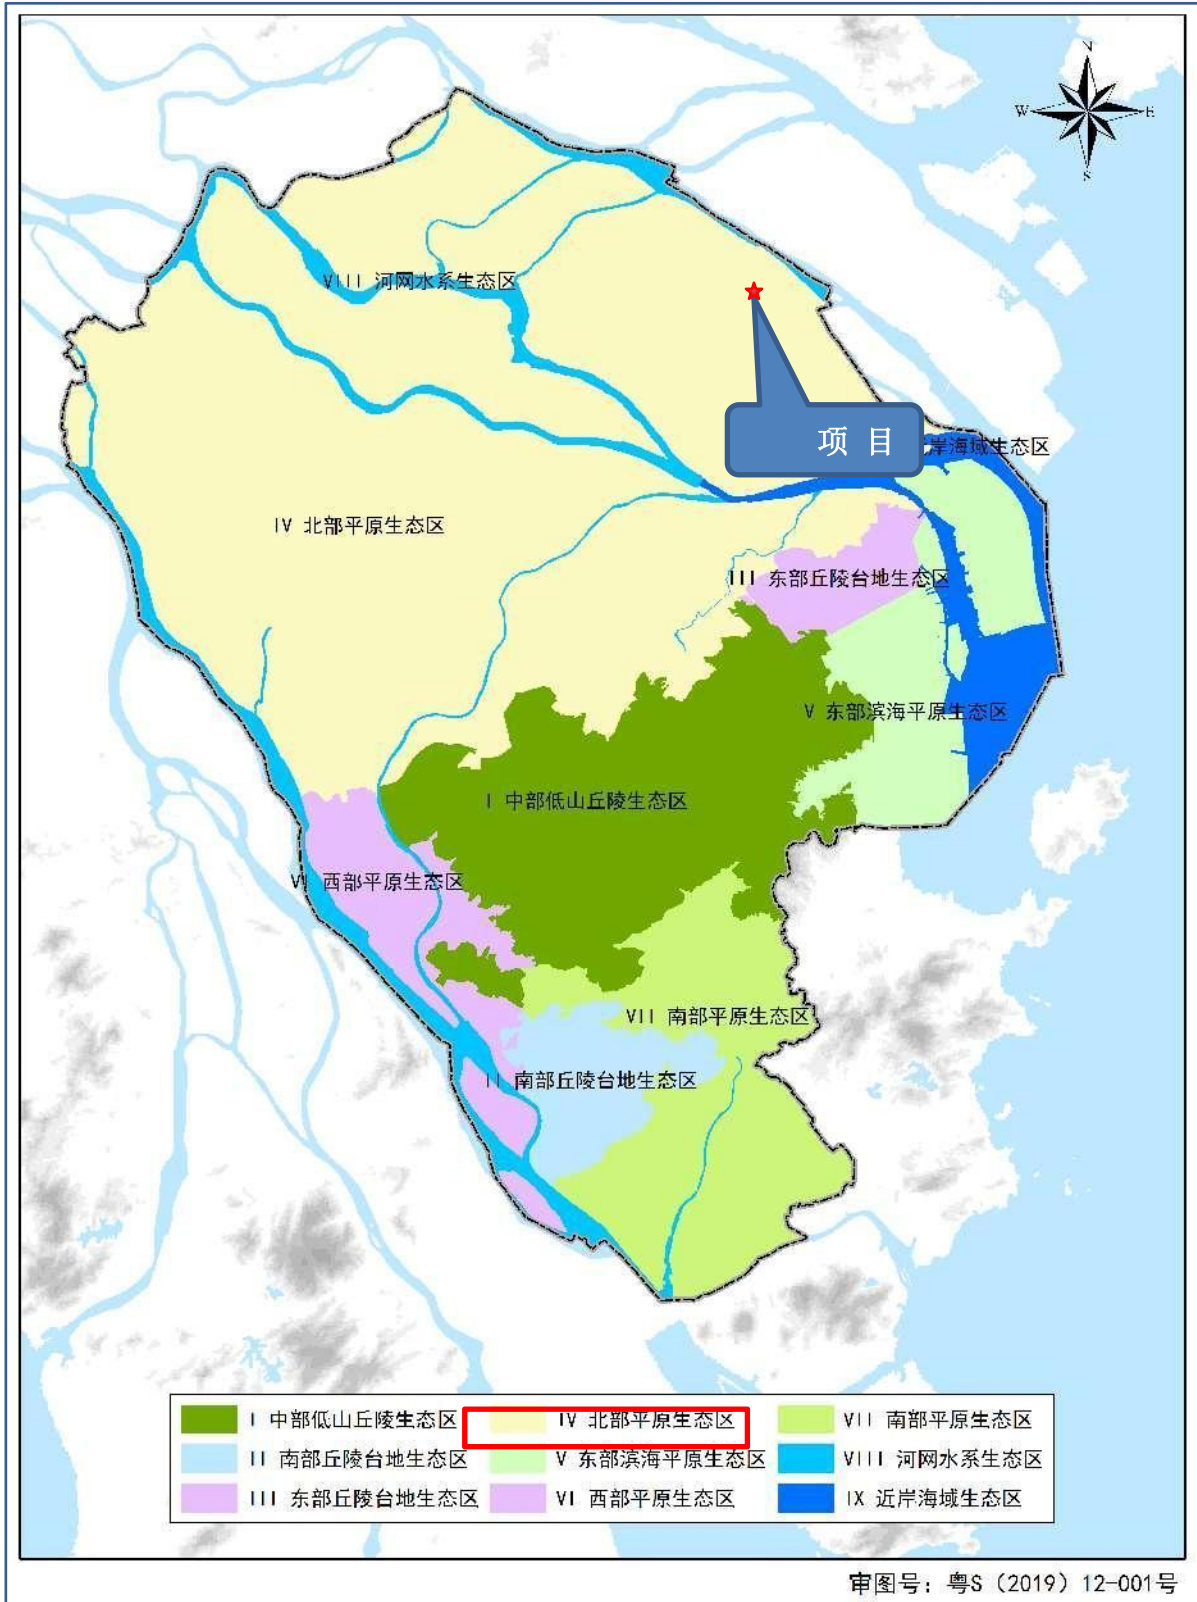 N
W
E
S
VIII 河网水系生态区
项 目
岸海域生态区
IV 北部平原生态区
III 东部丘陵台地生态区
V 东部滨海平原生态区
I 中部低山丘陵生态区
VI 西部平原生态区
VII 南部平原生态区
II 南部丘陵台地生态区
I 中部低山丘陵生态区
IV 北部平原生态区
VII 南部平原生态区
II 南部丘陵台地生态区
V 东部滨海平原生态区
VIII 河网水系生态区
III 东部丘陵台地生态区
VI 西部平原生态区
IX 近岸海域生态区
审图号：粤S（2019）12-001号